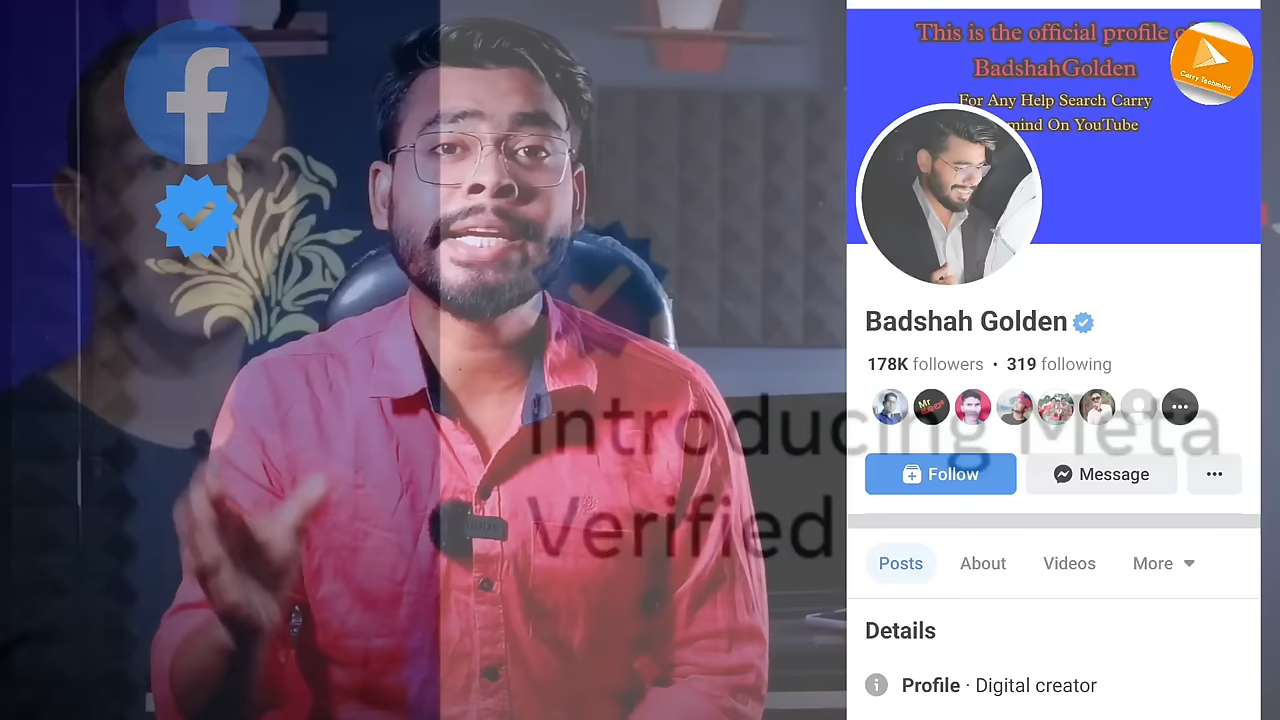 f
This is the official profile of
BadshahGolden
For Any Help Search Carry
mind On YouTube
Carry Techmind
Badshah Golden
178K followers • 319 following
Mr
Introducing Meta
Verified
Follow
Message
Posts
About
Videos
More
Details
Profile · Digital creator